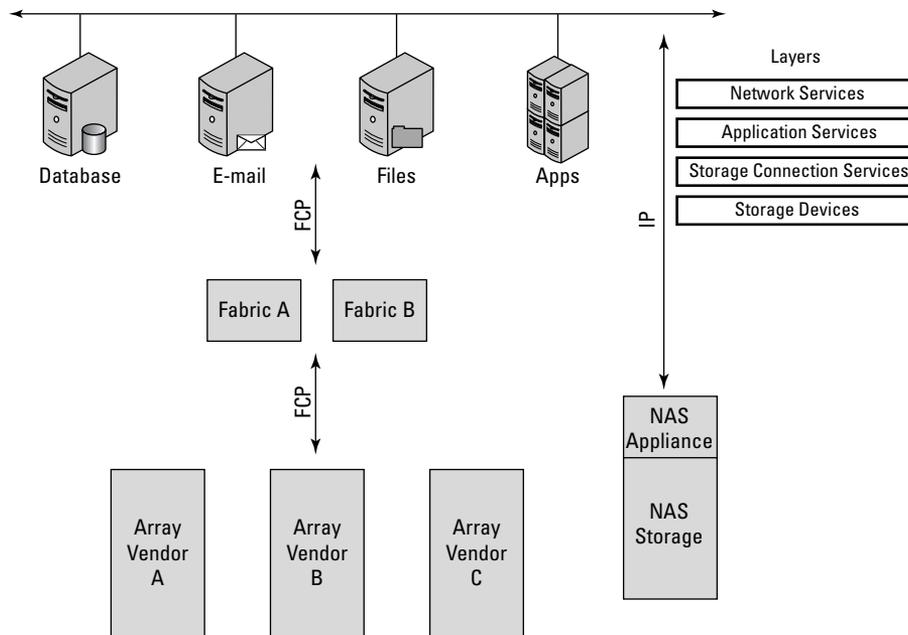 Layers
Network Services
Application Services
Storage Connection Services
Storage Devices
Database
E-mail
Files
Apps
FCP
IP
Fabric A
Fabric B
FCP
NAS
Appliance
NAS
Storage
Array
Vendor
A
Array
Vendor
B
Array
Vendor
C